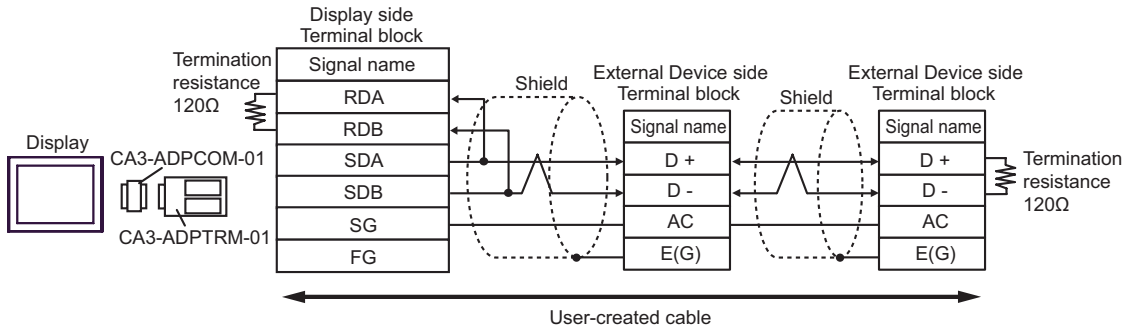 Display side
Terminal block
Termination
resistance
120Ω
Signal name
RDA
RDB
SDA
SDB
SG
FG
Display
CA3-ADPCOM-01
CA3-ADPTRM-01
Shield
External Device side
Terminal block
Signal name
D +
D -
AC
E(G)
Shield
External Device side
Terminal block
Signal name
D +
D -
AC
E(G)
Termination
resistance
120Ω
User-created cable